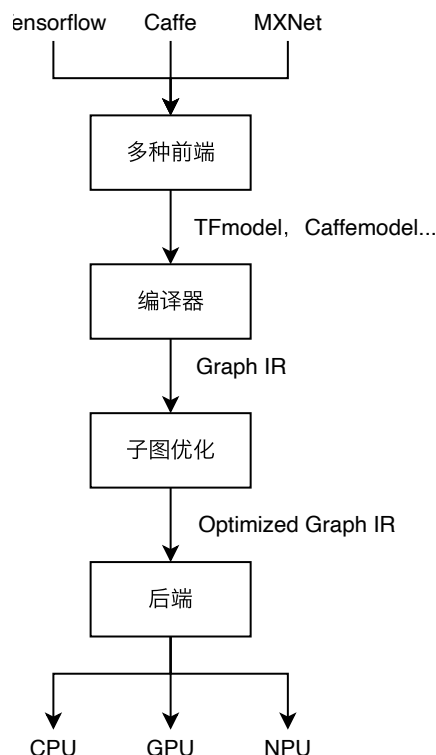 ensorflow Caffe MXNet
多种前端
TFmodel，Caffemodel...
编译器
Graph IR
子图优化
Optimized Graph IR
后端
CPU GPU NPU